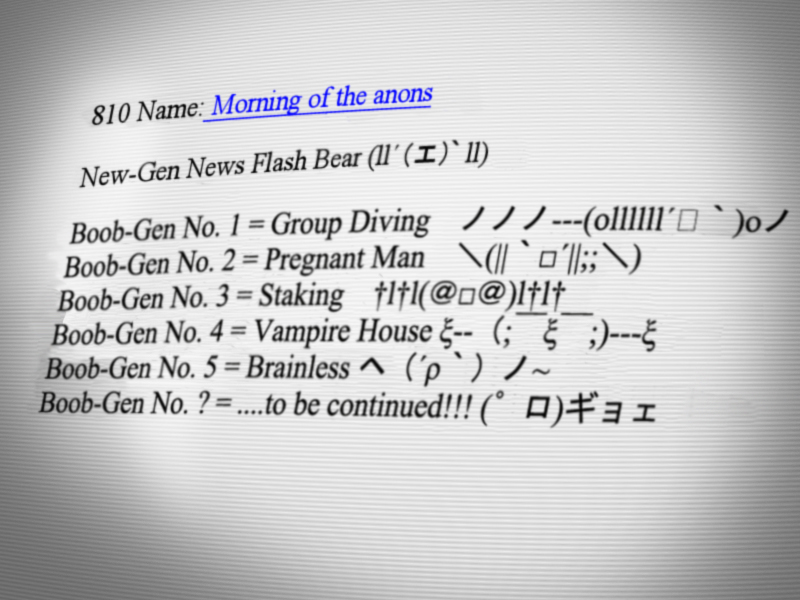 810 Name: Morning of the anons
New-Gen News Flash Bear (ll´(エ)`ll)
Boob-Gen No. 1 = Group Diving ノノノ---(ollllll´□｀)oノ
Boob-Gen No. 2 = Pregnant Man ＼(||｀□´||;;＼)
Boob-Gen No. 3 = Staking †l†l(@□@)l†l†
Boob-Gen No. 4 = Vampire House ξ-- (;￣ξ￣;)---ξ
Boob-Gen No. 5 = Brainless ヘ（´ρ｀）ノ~
Boob-Gen No. ? = ....to be continued!!! (ﾟロ)ギョェ